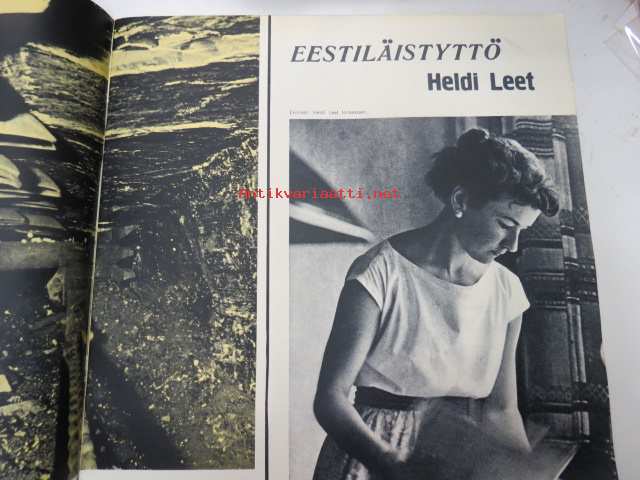 EESTILÄISTYTTÖ
Heldi Leet
Antikvariaatti.net